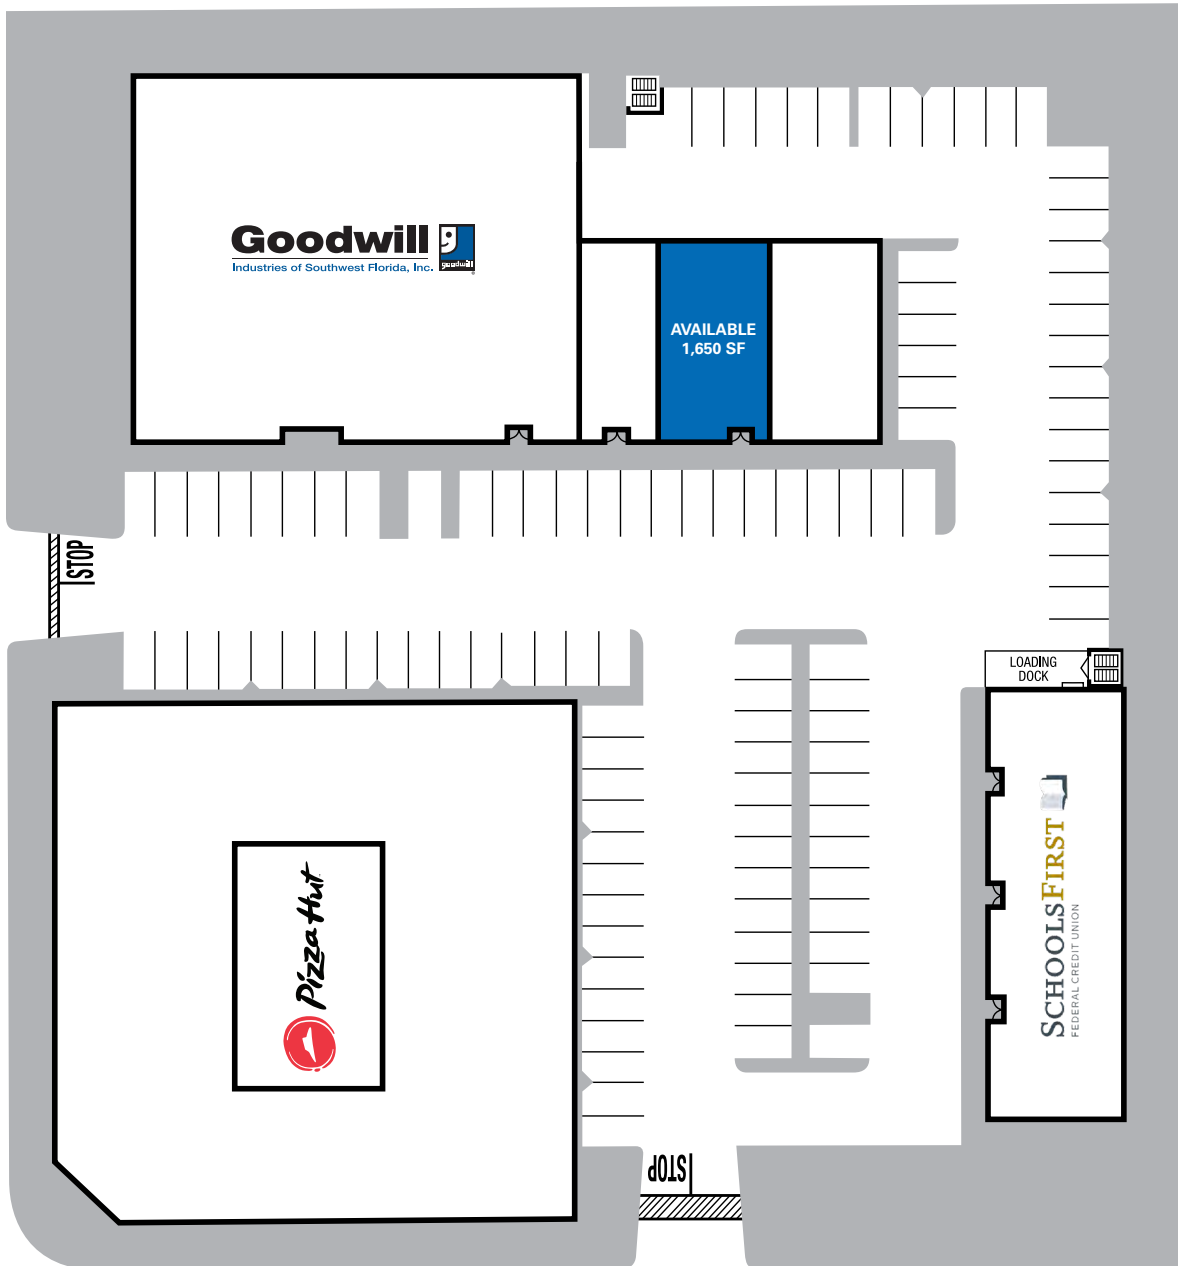 Goodwill
Industries of Southwest Florida, Inc.
goodwill
®
AVAILABLE
1,650 SF
STOP
LOADING
DOCK
Pizza Hut
SCHOOLSFIRST
FEDERAL CREDIT UNION
STOP